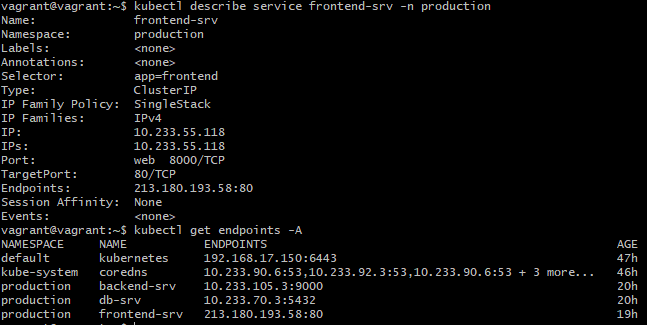 vagrant@vagrant:~$ kubectl describe service frontend-srv -n production
Name:              frontend-srv
Namespace:         production
Labels:            <none>
Annotations:       <none>
Selector:          app=frontend
Type:              ClusterIP
IP Family Policy:  SingleStack
IP Families:       IPv4
IP:                10.233.55.118
IPs:               10.233.55.118
Port:              web  8000/TCP
TargetPort:        80/TCP
Endpoints:         213.180.193.58:80
Session Affinity:  None
Events:            <none>
vagrant@vagrant:~$ kubectl get endpoints -A
NAMESPACE     NAME           ENDPOINTS                                                 AGE
default       kubernetes     192.168.17.150:6443                                       47h
kube-system   coredns        10.233.90.6:53,10.233.92.3:53,10.233.90.6:53 + 3 more...   46h
production    backend-srv    10.233.105.3:9000                                         20h
production    db-srv         10.233.70.3:5432                                          20h
production    frontend-srv   213.180.193.58:80                                         19h